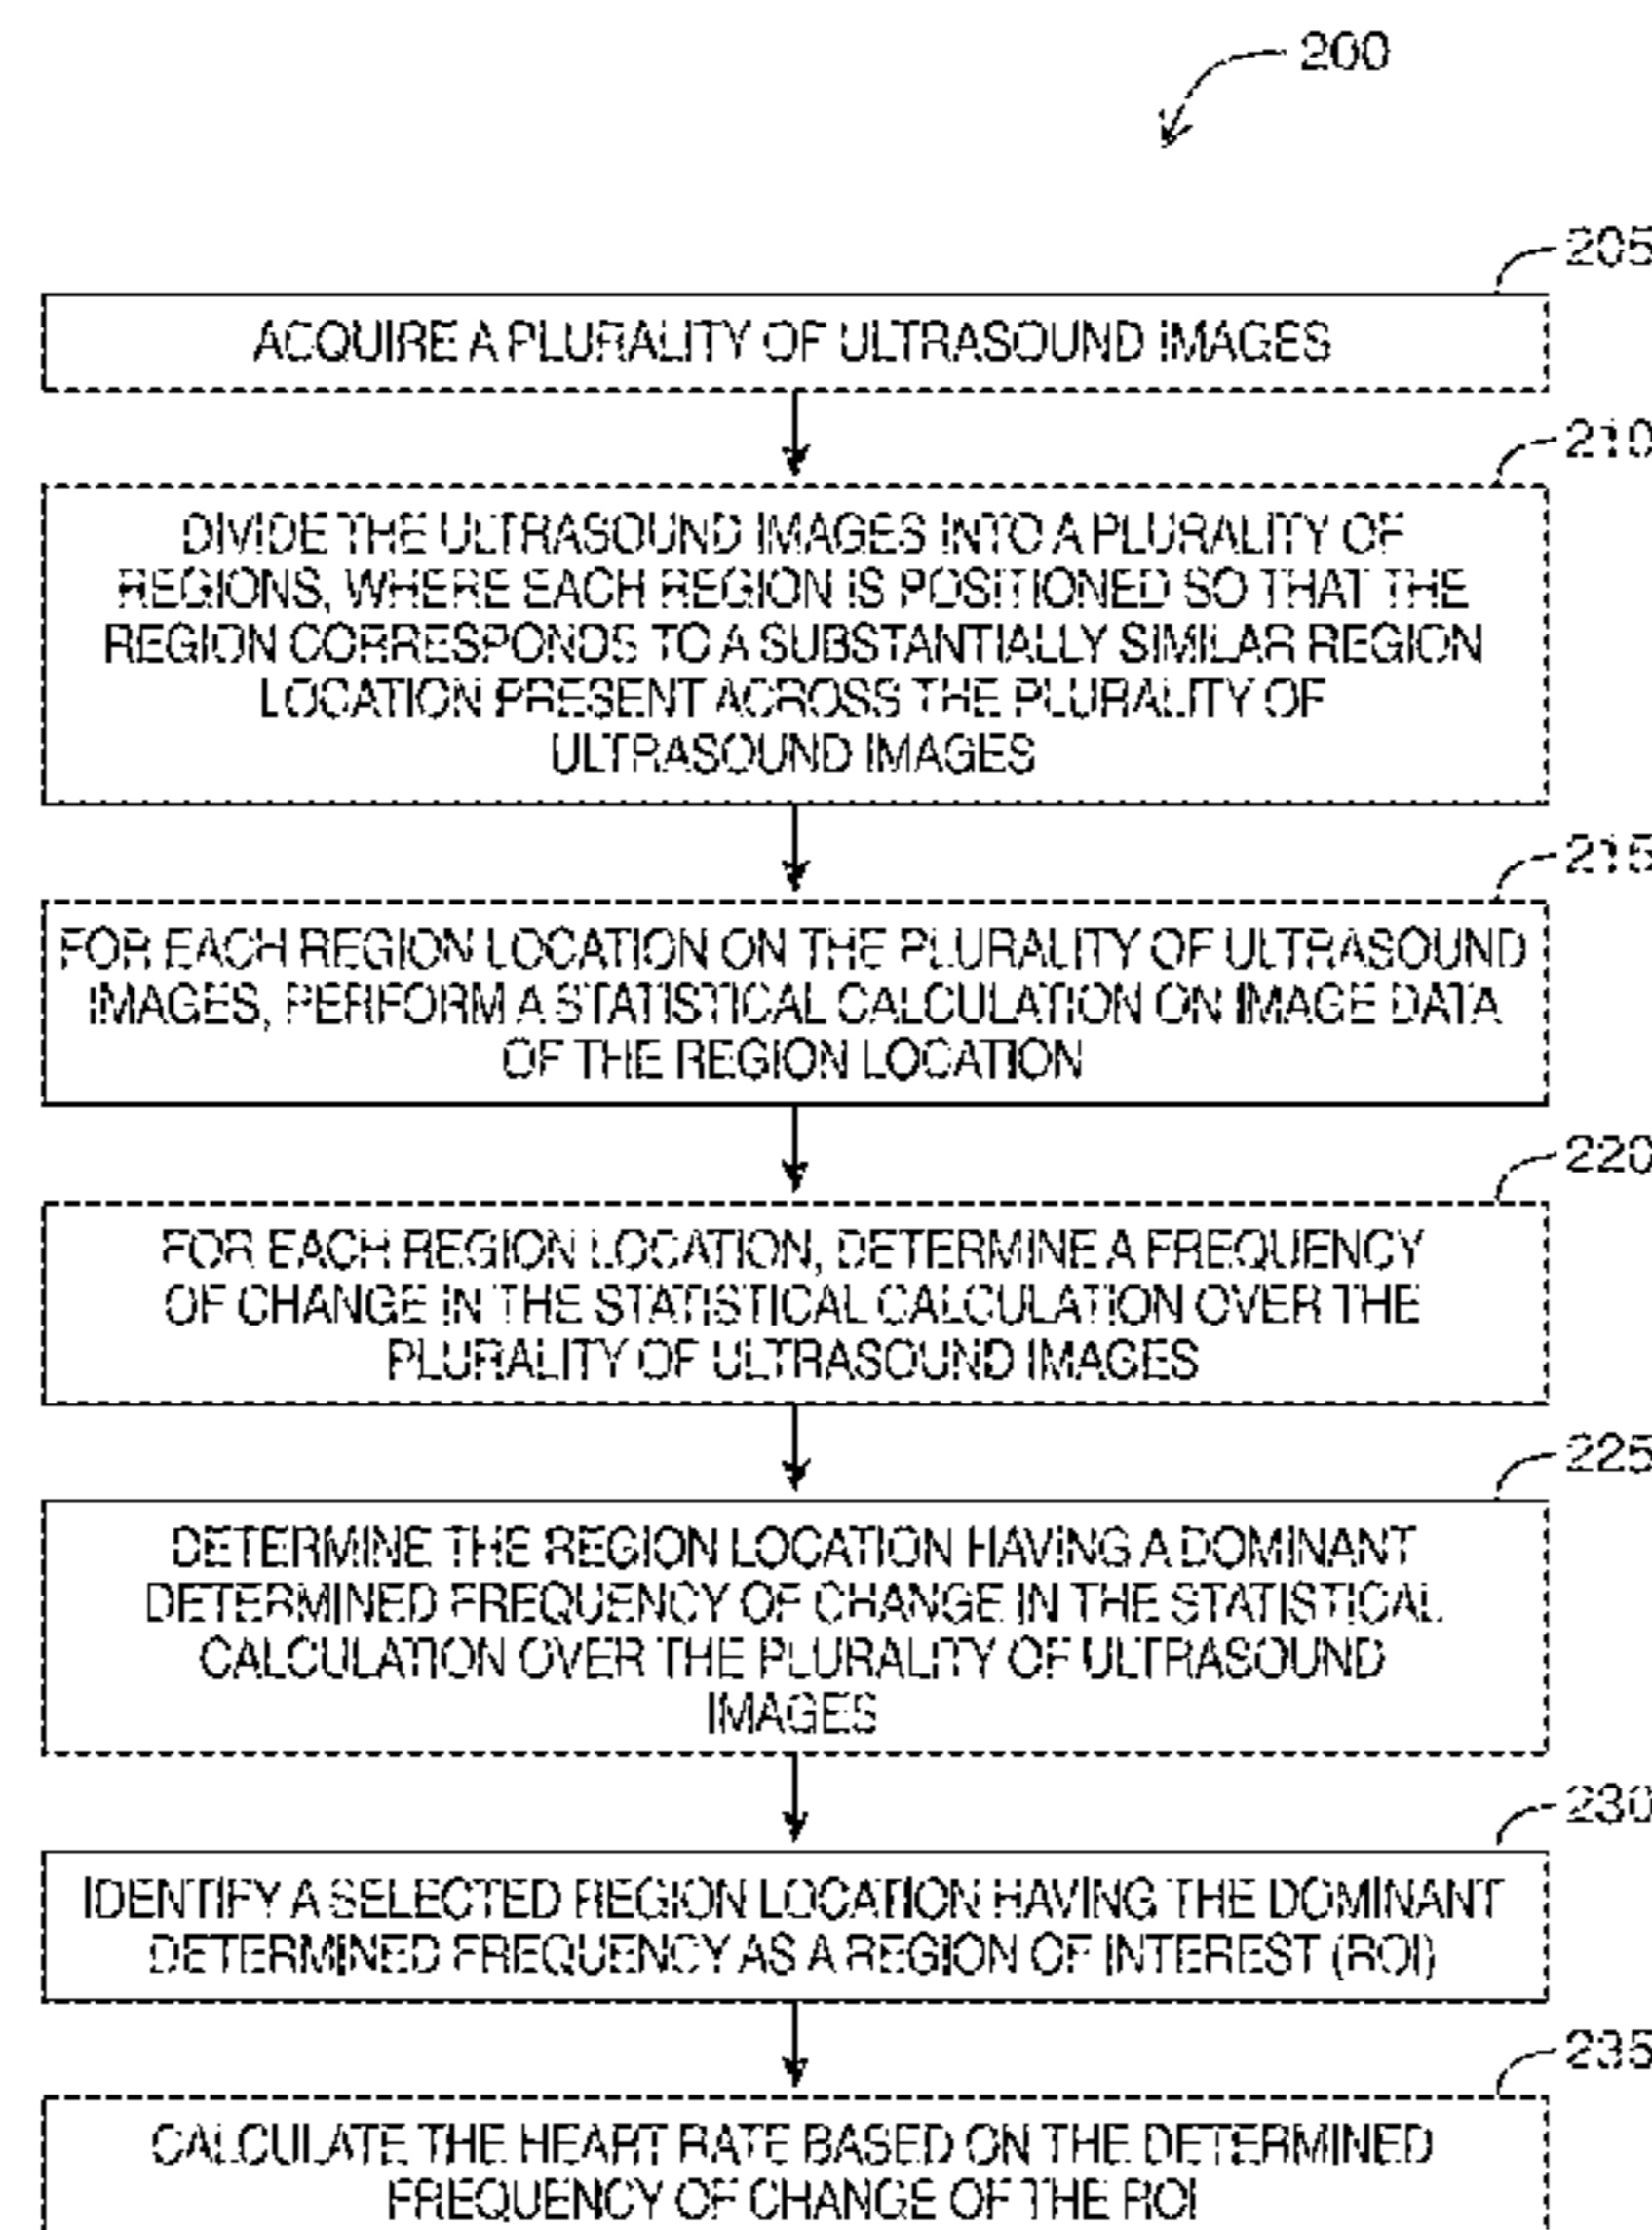 200
205
ACQUIRE A PLURALITY OF ULTRASOUND IMAGES
210
DIVIDE THE ULTRASOUND IMAGES INTO A PLURALITY OF
REGIONS, WHERE EACH REGION IS POSITIONED SO THAT THE
REGION CORRESPONDS TO A SUBSTANTIALLY SIMILAR REGION
LOCATION PRESENT ACROSS THE PLURALITY OF
ULTRASOUND IMAGES
215
FOR EACH REGION LOCATION ON THE PLURALITY OF ULTRASOUND
IMAGES, PERFORM A STATISTICAL CALCULATION ON IMAGE DATA
OF THE REGION LOCATION
220
FOR EACH REGION LOCATION, DETERMINE A FREQUENCY
OF CHANGE IN THE STATISTICAL CALCULATION OVER THE
PLURALITY OF ULTRASOUND IMAGES
225
DETERMINE THE REGION LOCATION HAVING A DOMINANT
DETERMINED FREQUENCY OF CHANGE IN THE STATISTICAL
CALCULATION OVER THE PLURALITY OF ULTRASOUND
IMAGES
230
IDENTIFY A SELECTED REGION LOCATION HAVING THE DOMINANT
DETERMINED FREQUENCY AS A REGION OF INTEREST (ROI)
235
CALCULATE THE HEART RATE BASED ON THE DETERMINED
FREQUENCY OF CHANGE OF THE ROI